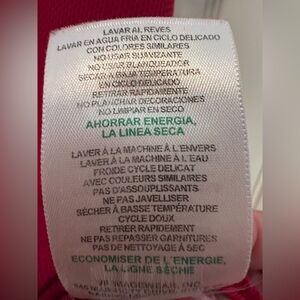 LAVAR AL REVES
LAVAR EN AGUA FRIA EN CICLO DELICADO
CON COLORES SIMILARES
NO USAR SUAVIZANTE
NO USAR BLANQUEADOR
SECAR A BAJA TEMPERATURA
EN CICLO DELICADO
RETIRAR RAPIDAMENTE
NO PLANCHAR DECORACIONES
NO LIMPIAR EN SECO
AHORRAR ENERGIA,
LA LINEA SECA
LAVER À LA MACHINE À L'ENVERS
LAVER À LA MACHINE À L'EAU
FROIDE CYCLE DELICAT
AVEC COULEURS SIMILAIRES
PAS D'ASSOUPLISSANTS
NE PAS JAVELLISER
SÉCHER À BASSE TEMPÉRATURE
CYCLE DOUX
RETIRER RAPIDEMENT
NE PAS REPASSER GARNITURES
PAS DE NETTOYAGE À SEC
ECONOMISER DE L'ENERGIE,
LA LIGNE SÉCHIE